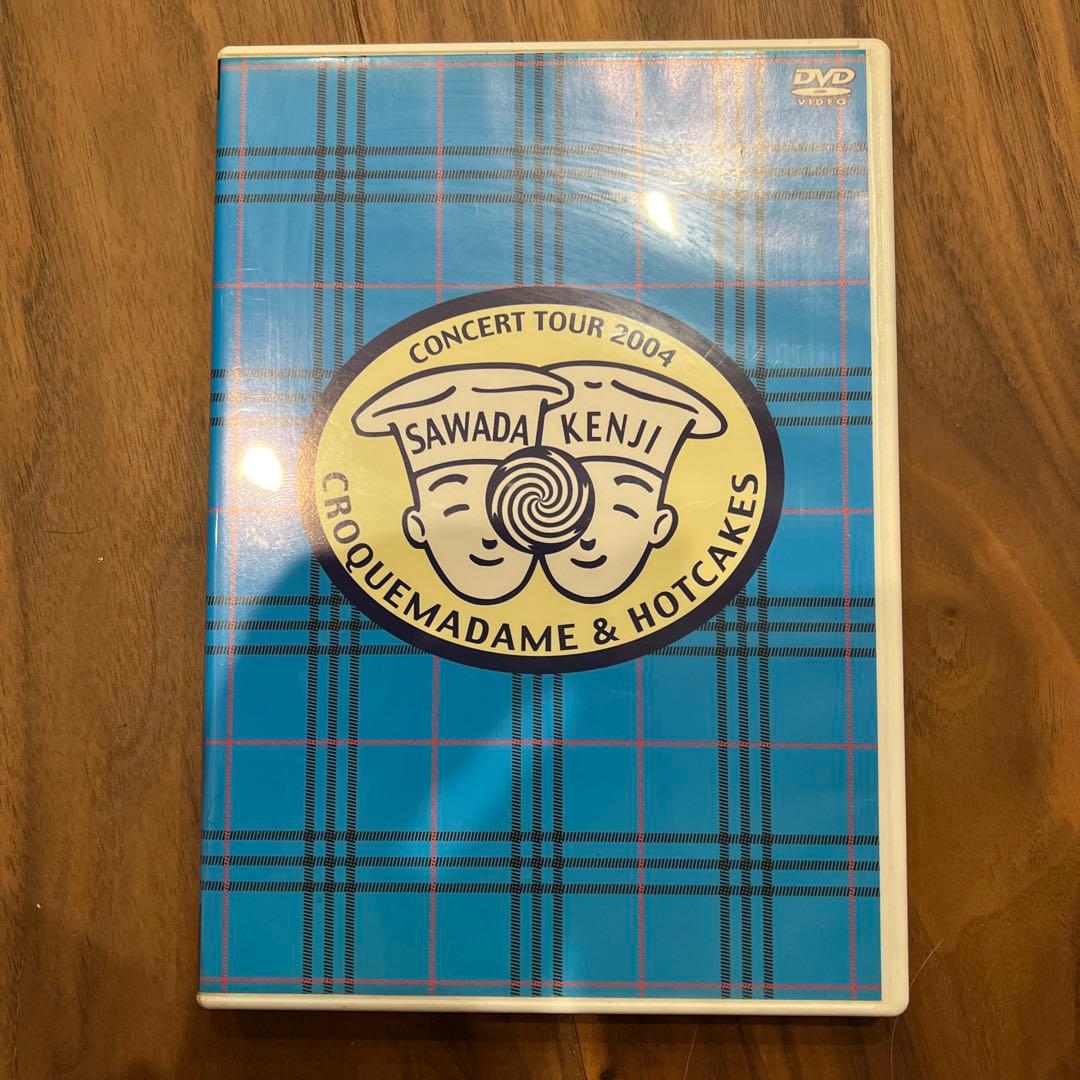 DVD
VIDEO
CONCERT TOUR 2004
SAWADA KENJI
CROQUEMADAME & HOTCAKES